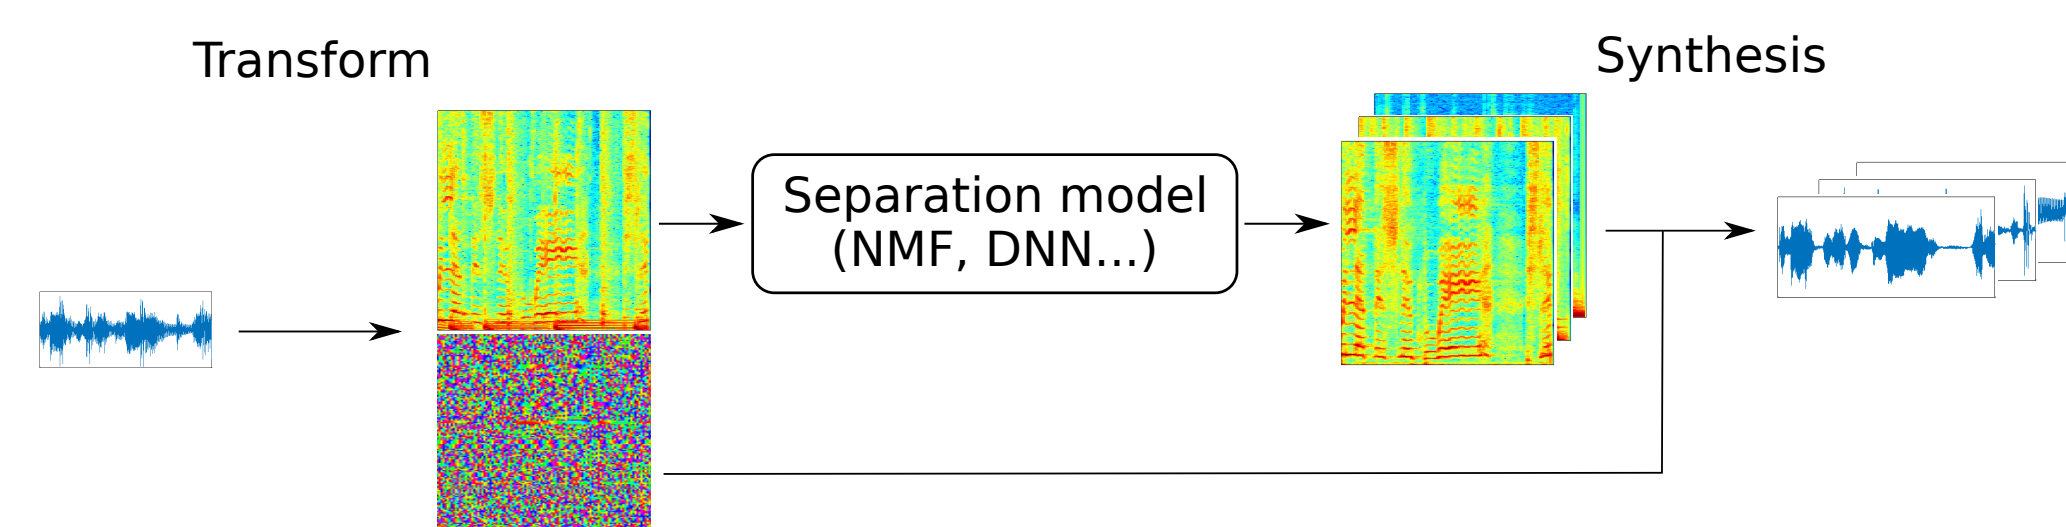 Transform
Synthesis
Separation model
(NMF, DNN...)